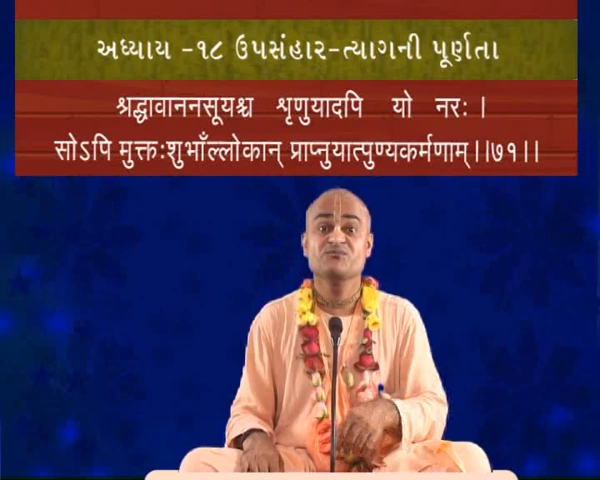 અધ્યાય -૧૮ ઉપસંહાર-ત્યાગની પૂર્ણતા
श्रद्धावाननसूयश्च शृणुयादपि यो नरः ।
सोऽपि मुक्तःशुभाँल्लोकान् प्राप्नुयात्पुण्यकर्मणाम् ।।७१।।